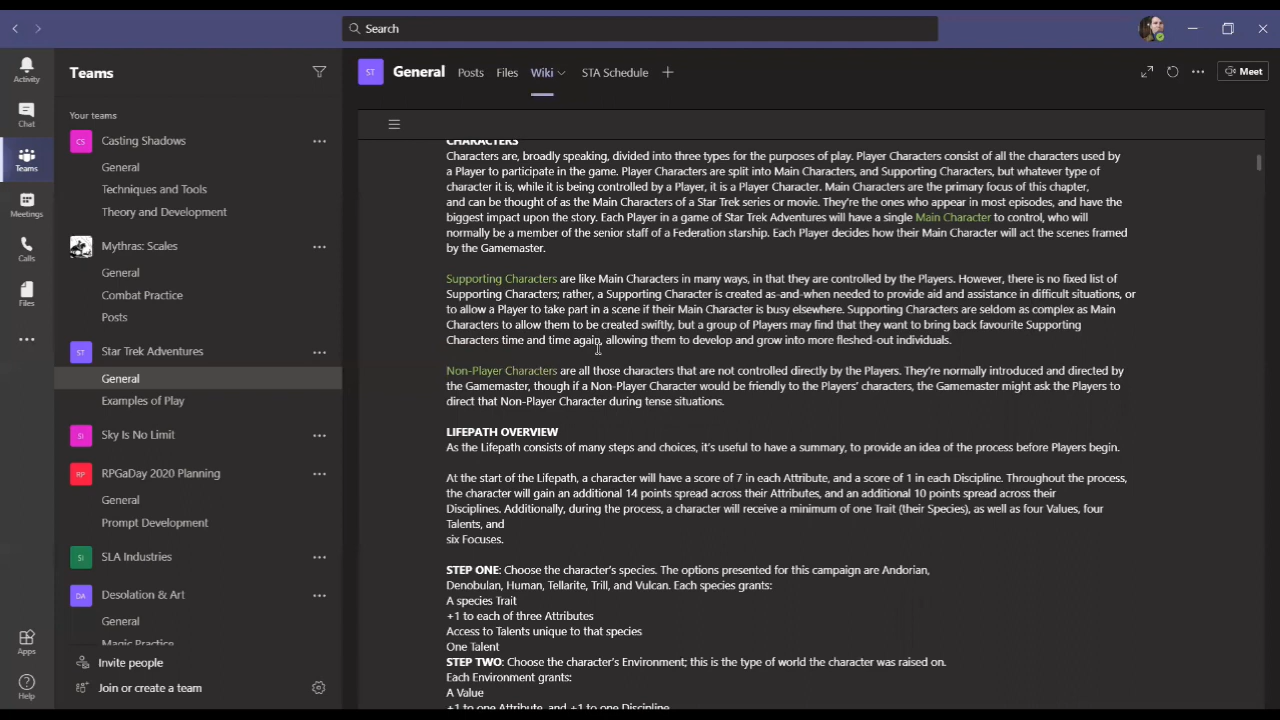 Search
Activity
Chat
Teams
Meetings
Calls
Files
Apps
Help
Teams
Your teams
CS Casting Shadows
General
Techniques and Tools
Theory and Development
Mythras: Scales
General
Combat Practice
Posts
ST Star Trek Adventures
General
Examples of Play
SI Sky Is No Limit
RP RPGaDay 2020 Planning
General
Prompt Development
SI SLA Industries
DA Desolation & Art
General
Magic Practice
Invite people
Join or create a team
ST General Posts Files Wiki STA Schedule
Meet
CHARACTERS
Characters are, broadly speaking, divided into three types for the purposes of play. Player Characters consist of all the characters used by
a Player to participate in the game. Player Characters are split into Main Characters, and Supporting Characters, but whatever type of
character it is, while it is being controlled by a Player, it is a Player Character. Main Characters are the primary focus of this chapter,
and can be thought of as the Main Characters of a Star Trek series or movie. They're the ones who appear in most episodes, and have the
biggest impact upon the story. Each Player in a game of Star Trek Adventures will have a single Main Character to control, who will
normally be a member of the senior staff of a Federation starship. Each Player decides how their Main Character will act the scenes framed
by the Gamemaster.
Supporting Characters are like Main Characters in many ways, in that they are controlled by the Players. However, there is no fixed list of
Supporting Characters; rather, a Supporting Character is created as-and-when needed to provide aid and assistance in difficult situations, or
to allow a Player to take part in a scene if their Main Character is busy elsewhere. Supporting Characters are seldom as complex as Main
Characters to allow them to be created swiftly, but a group of Players may find that they want to bring back favourite Supporting
Characters time and time again, allowing them to develop and grow into more fleshed-out individuals.
Non-Player Characters are all those characters that are not controlled directly by the Players. They're normally introduced and directed by
the Gamemaster, though if a Non-Player Character would be friendly to the Players' characters, the Gamemaster might ask the Players to
direct that Non-Player Character during tense situations.
LIFEPATH OVERVIEW
As the Lifepath consists of many steps and choices, it's useful to have a summary, to provide an idea of the process before Players begin.
At the start of the Lifepath, a character will have a score of 7 in each Attribute, and a score of 1 in each Discipline. Throughout the process,
the character will gain an additional 14 points spread across their Attributes, and an additional 10 points spread across their
Disciplines. Additionally, during the process, a character will receive a minimum of one Trait (their Species), as well as four Values, four
Talents, and
six Focuses.
STEP ONE: Choose the character's species. The options presented for this campaign are Andorian,
Denobulan, Human, Tellarite, Trill, and Vulcan. Each species grants:
A species Trait
+1 to each of three Attributes
Access to Talents unique to that species
One Talent
STEP TWO: Choose the character's Environment; this is the type of world the character was raised on.
Each Environment grants:
A Value
+1 to one Attribute, and +1 to one Discipline